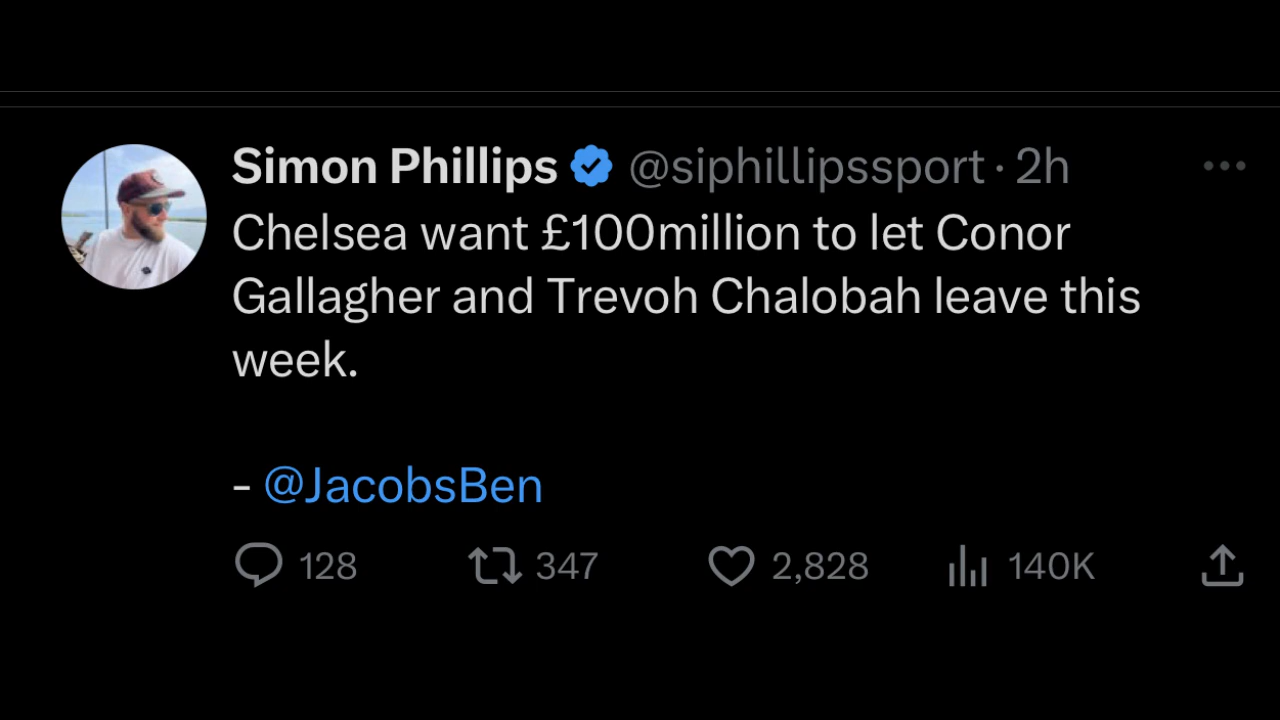 Simon Phillips @siphillipssport · 2h
Chelsea want £100million to let Conor
Gallagher and Trevoh Chalobah leave this
week.
- @JacobsBen
128 347 2,828 140K